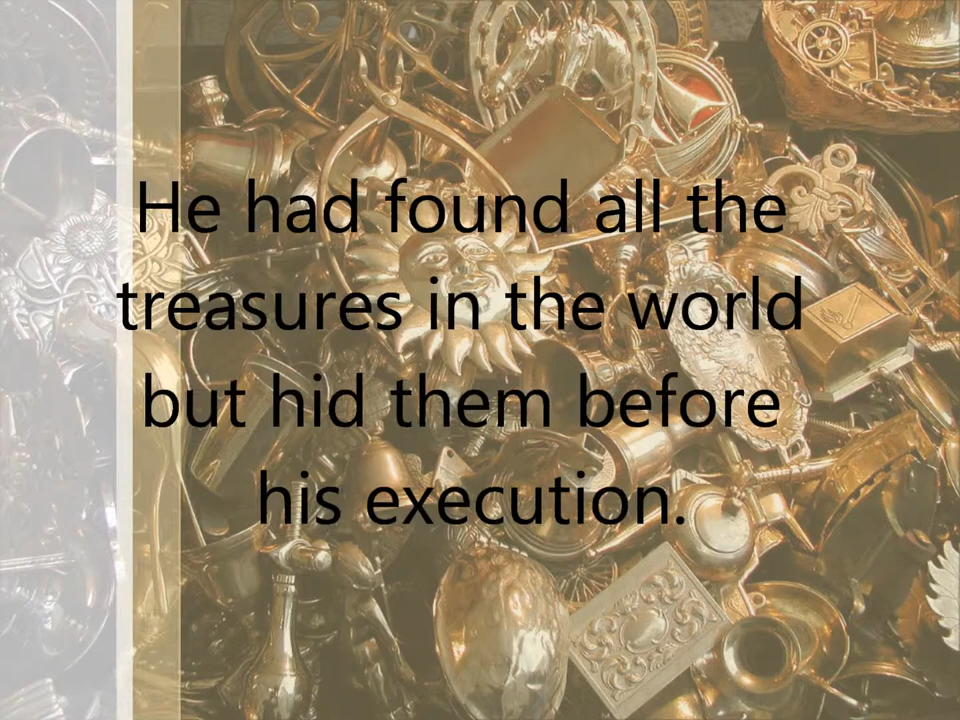 He had found all the
treasures in the world
but hid them before
his execution.